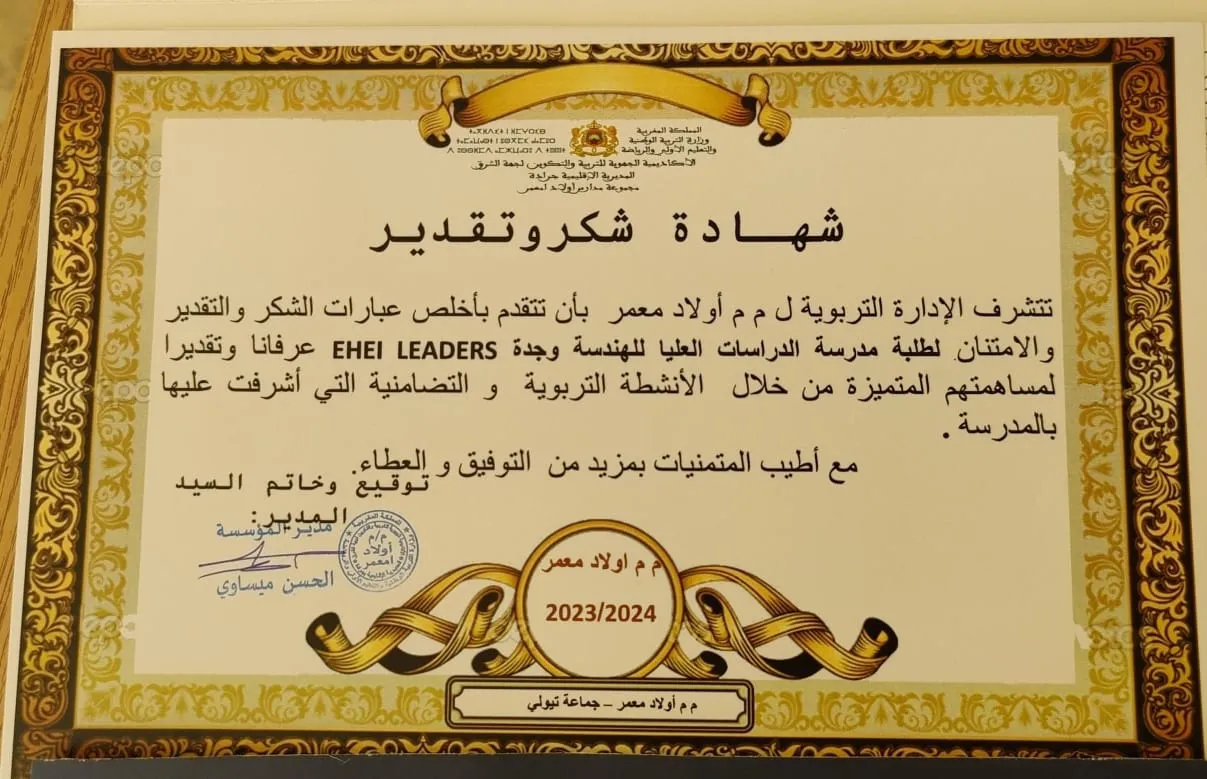 المملكة المغربية
وزارة التربية الوطنية
والتعليم الأولي والرياضة
الأكاديمية الجهوية للتربية والتكوين لجهة الشرق
المديرية الإقليمية جرادة
مجموعة مدارس أولاد امعمر
شهــادة شكروتقدير
تتشرف الإدارة التربوية ل م م أولاد معمر بأن تتقدم بأخلص عبارات الشكر والتقدير
والامتنان لطلبة مدرسة الدراسات العليا للهندسة وجدة EHEI LEADERS عرفانا وتقديرا
لمساهمتهم المتميزة من خلال الأنشطة التربوية و التضامنية التي أشرفت عليها
بالمدرسة .
مع أطيب المتمنيات بمزيد من التوفيق و العطاء.
توقيع وخاتم السيد
المدير:
مدير المؤسسة
الحسن ميساوي
م/م
أولاد
امعمر
م م اولاد معمر
2023/2024
م م أولاد معمر – جماعة تيولي